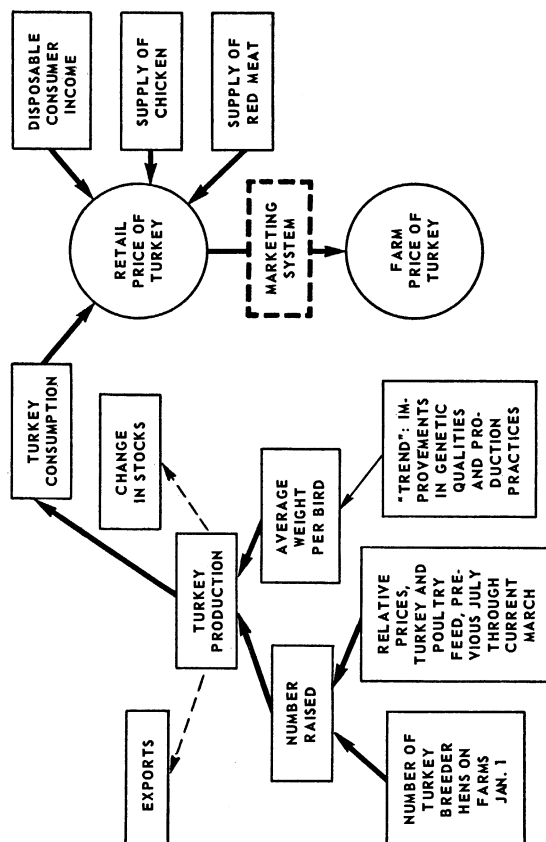 TURKEY
CONSUMPTION
DISPOSABLE
CONSUMER
INCOME
EXPORTS
CHANGE
IN STOCKS
RETAIL
PRICE OF
TURKEY
SUPPLY OF
CHICKEN
TURKEY
PRODUCTION
SUPPLY OF
RED MEAT
NUMBER
RAISED
AVERAGE
WEIGHT
PER BIRD
MARKETING
SYSTEM
NUMBER OF
TURKEY
BREEDER
HENS ON
FARMS
JAN. 1
RELATIVE
PRICES,
TURKEY AND
POULTRY
FEED, PRE-
VIOUS JULY
THROUGH
CURRENT
MARCH
"TREND": IM-
PROVEMENTS
IN GENETIC
QUALITIES
AND PRO-
DUCTION
PRACTICES
FARM
PRICE OF
TURKEY